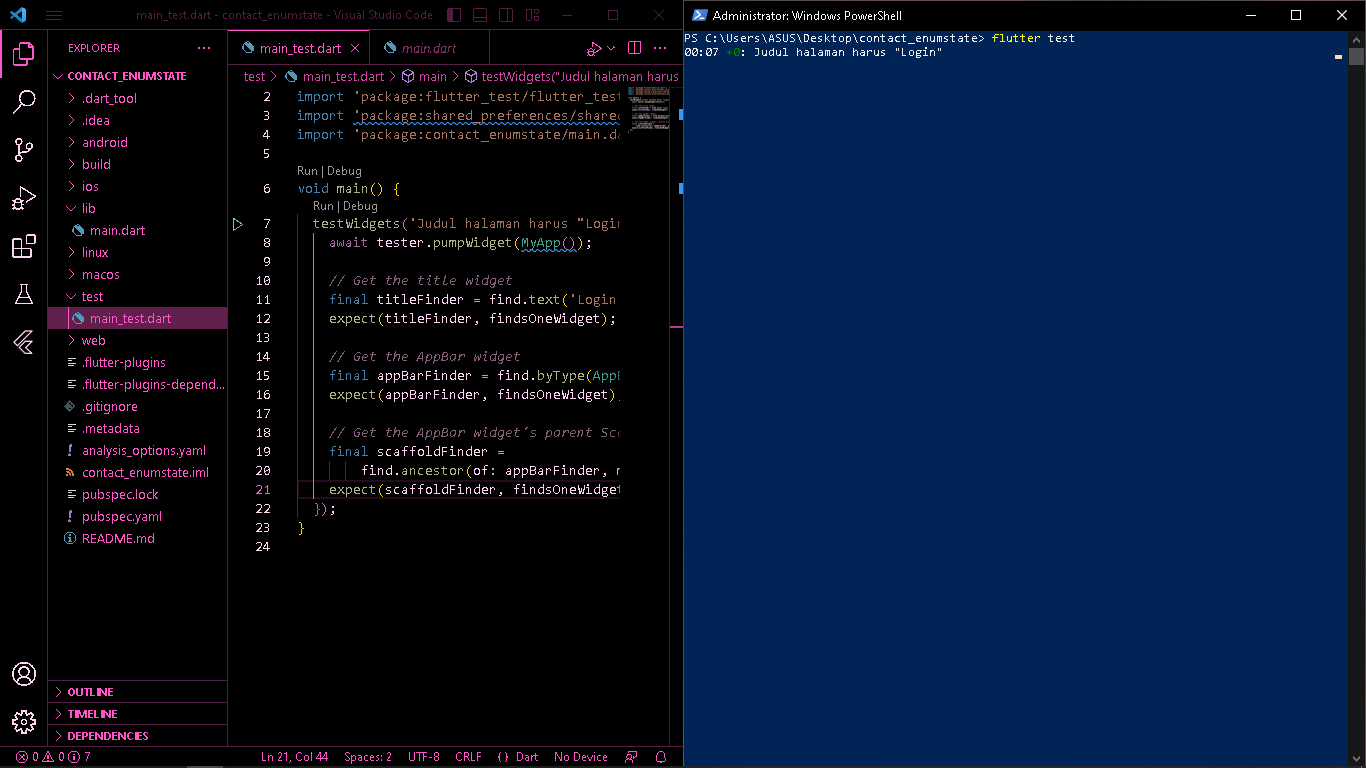 main_test.dart - contact_enumstate - Visual Studio Code
EXPLORER
CONTACT_ENUMSTATE
.dart_tool
.idea
android
build
ios
lib
main.dart
linux
macos
test
main_test.dart
web
.flutter-plugins
.flutter-plugins-depend...
.gitignore
.metadata
analysis_options.yaml
contact_enumstate.iml
pubspec.lock
pubspec.yaml
README.md
OUTLINE
TIMELINE
DEPENDENCIES
main_test.dart
main.dart
test > main_test.dart > main > testWidgets("Judul halaman harus
2 import 'package:flutter_test/flutter_test
3 import 'package:shared_preferences/shared
4 import 'package:contact_enumstate/main.da
5
Run | Debug
6 void main() {
Run | Debug
7 testWidgets('Judul halaman harus "Login
8 await tester.pumpWidget(MyApp());
9
10 // Get the title widget
11 final titleFinder = find.text('Login
12 expect(titleFinder, findsOneWidget);
13
14 // Get the AppBar widget
15 final appBarFinder = find.byType(AppB
16 expect(appBarFinder, findsOneWidget)
17
18 // Get the AppBar widget's parent Sc
19 final scaffoldFinder =
20 find.ancestor(of: appBarFinder, m
21 expect(scaffoldFinder, findsOneWidget
22 });
23 }
24
0 0 7
Ln 21, Col 44
Spaces: 2
UTF-8
CRLF
{ } Dart
No Device
Administrator: Windows PowerShell
PS C:\Users\ASUS\Desktop\contact_enumstate> flutter test
00:07 +0: Judul halaman harus "Login"